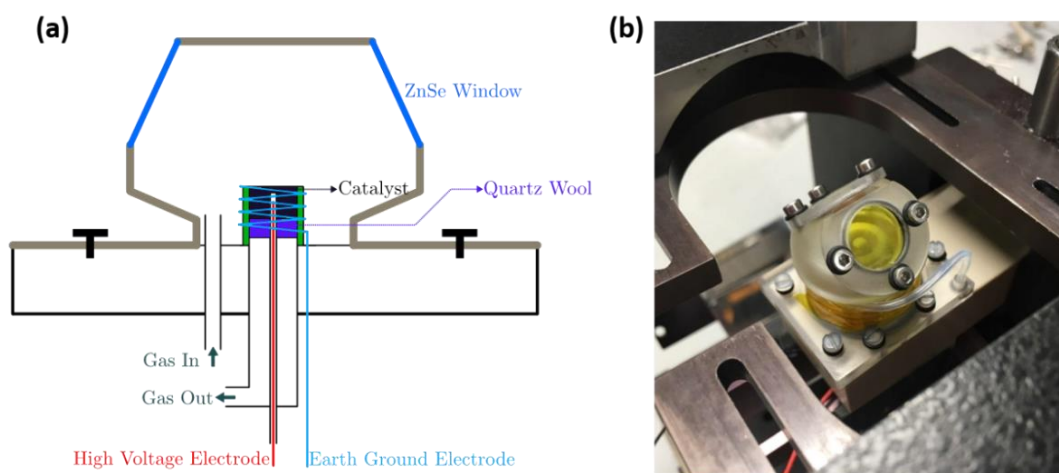 (a)
ZnSe Window
Catalyst
Quartz Wool
Gas In
Gas Out
High Voltage Electrode
Earth Ground Electrode
(b)